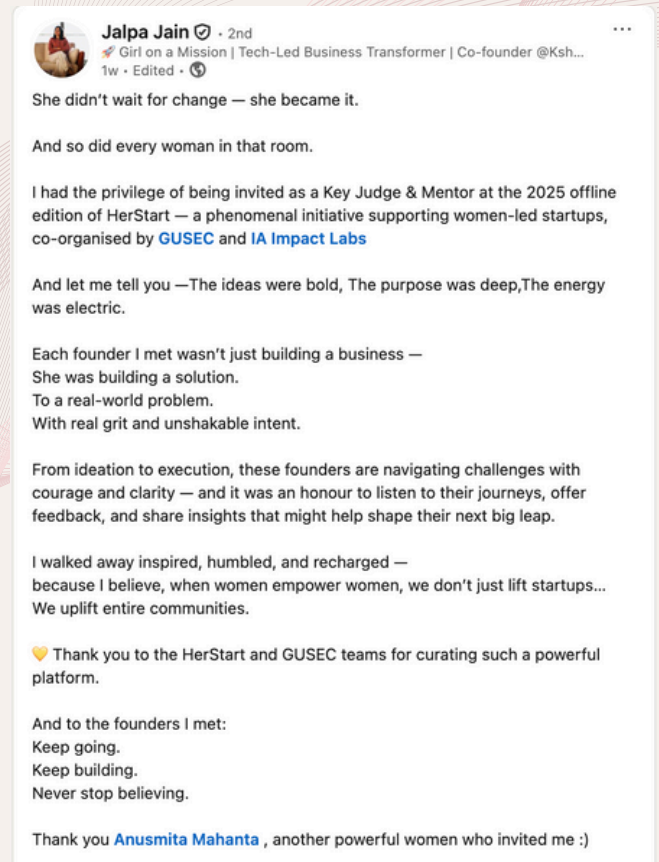 Jalpa Jain • 2nd
🚀 Girl on a Mission | Tech-Led Business Transformer | Co-founder @Ksh...
1w • Edited •
She didn’t wait for change — she became it.
And so did every woman in that room.
I had the privilege of being invited as a Key Judge & Mentor at the 2025 offline
edition of HerStart — a phenomenal initiative supporting women-led startups,
co-organised by GUSEC and IA Impact Labs
And let me tell you —The ideas were bold, The purpose was deep,The energy
was electric.
Each founder I met wasn’t just building a business —
She was building a solution.
To a real-world problem.
With real grit and unshakable intent.
From ideation to execution, these founders are navigating challenges with
courage and clarity — and it was an honour to listen to their journeys, offer
feedback, and share insights that might help shape their next big leap.
I walked away inspired, humbled, and recharged —
because I believe, when women empower women, we don’t just lift startups...
We uplift entire communities.
💛 Thank you to the HerStart and GUSEC teams for curating such a powerful
platform.
And to the founders I met:
Keep going.
Keep building.
Never stop believing.
Thank you Anusmita Mahanta , another powerful women who invited me :)